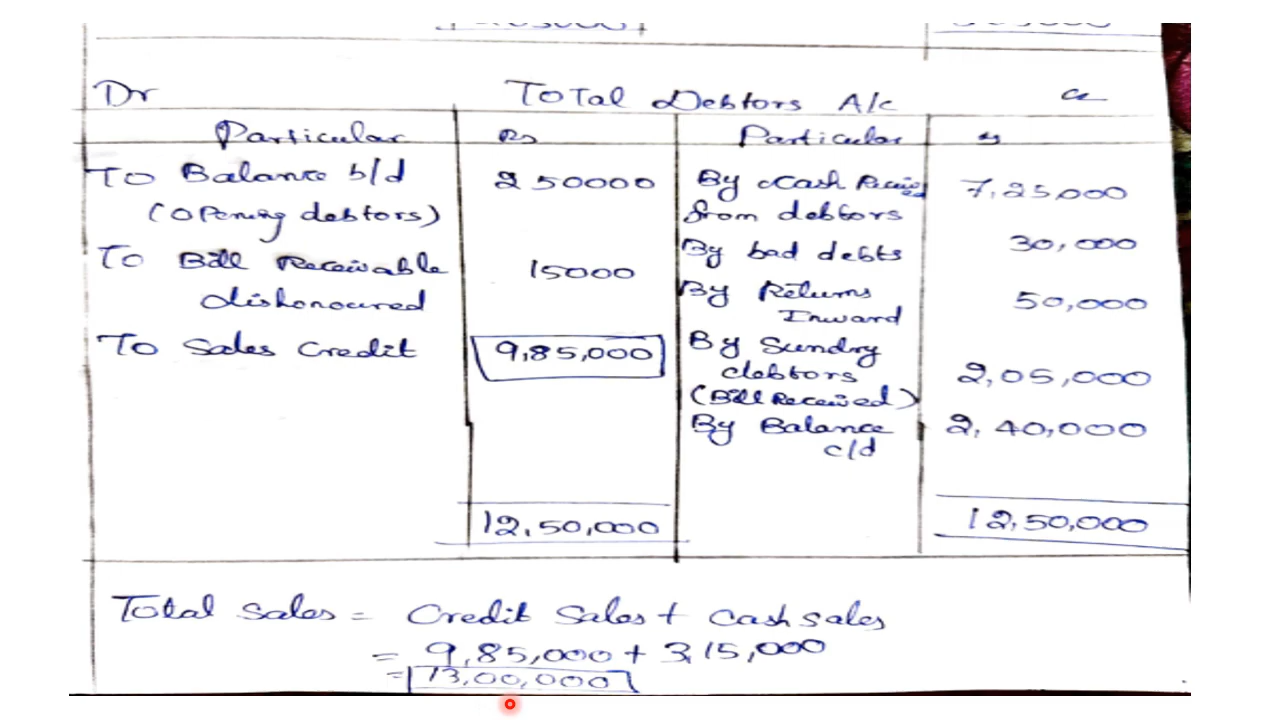 Dr Total Debtors A/c Cr
Particular Rs Particular Rs
To Balance b/d 250000 By Cash Received 7,25,000
(Opening debtors) from debtors
To Bill Receivable 15000 By bad debts 30,000
dishonoured By Returns 50,000
Inward
To Sales Credit 9,85,000 By Sundry
debtors 2,05,000
(Bill Received)
By Balance 2,40,000
c/d
12,50,000 12,50,000
Total Sales = Credit Sales + Cash sales
= 9,85,000 + 3,15,000
= 13,00,000